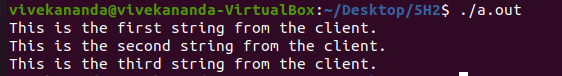 vivekananda@vivekananda-VirtualBox:~/Desktop/5H2$ ./a.out
This is the first string from the client.
This is the second string from the client.
This is the third string from the client.